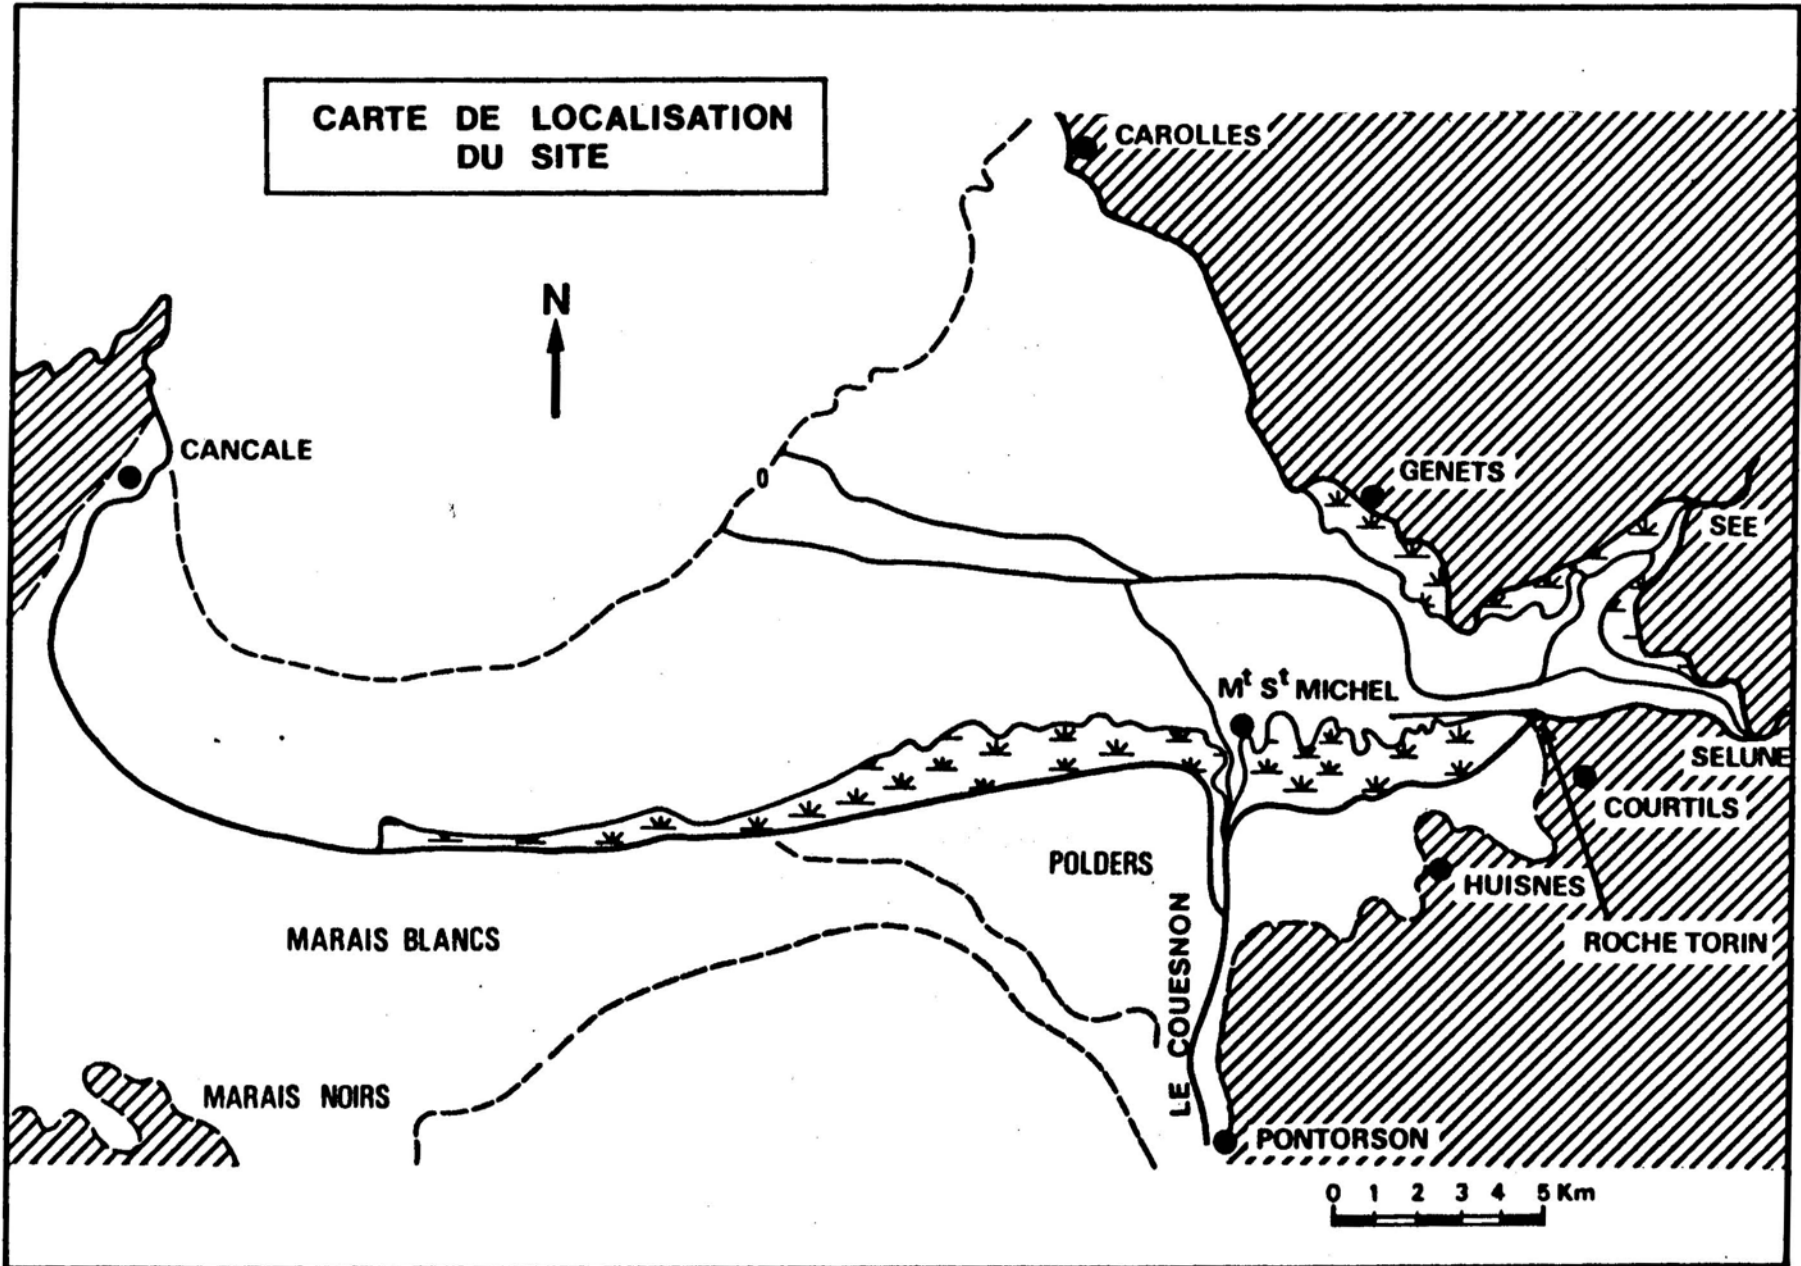 CARTE DE LOCALISATION
DU SITE
CAROLLES
N
CANCALE
GENETS
0
SEE
Mt St MICHEL
SELUNE
COURTILS
POLDERS
HUISNES
MARAIS BLANCS
ROCHE TORIN
LE COUESNON
MARAIS NOIRS
PONTORSON
0 1 2 3 4 5 Km